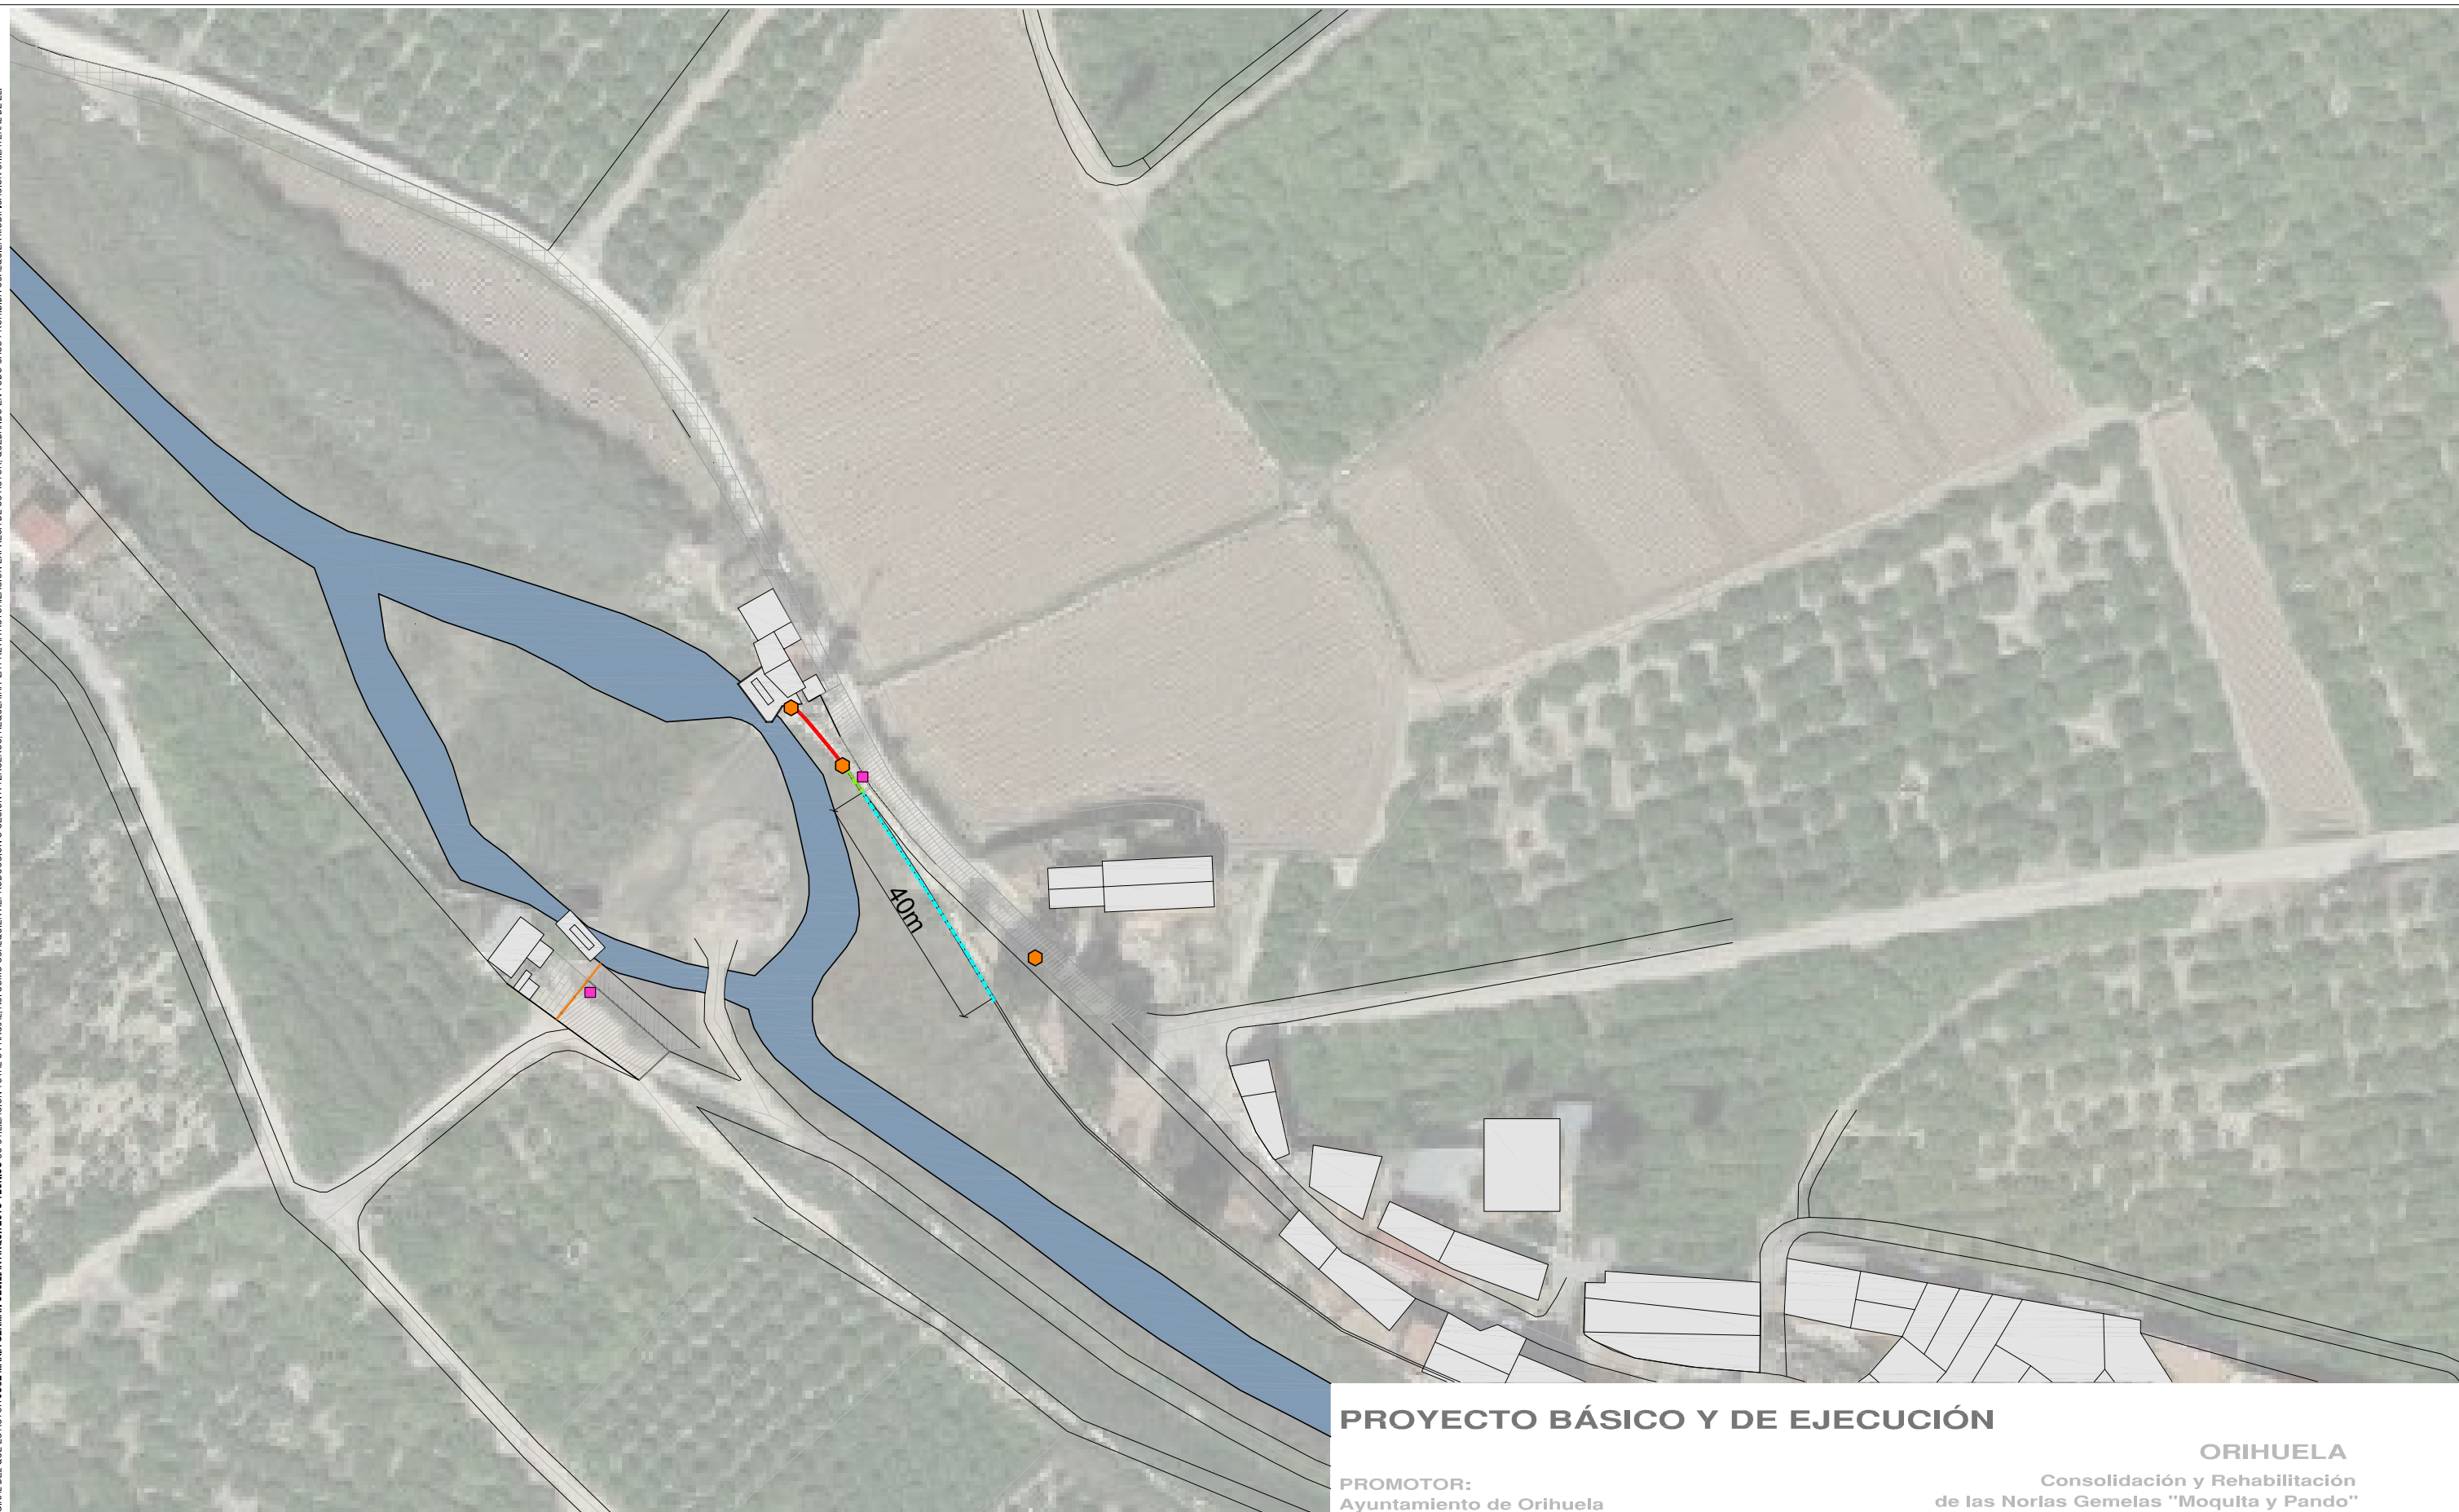 40m
PROYECTO BÁSICO Y DE EJECUCIÓN
ORIHUELA
PROMOTOR:
Ayuntamiento de Orihuela
Consolidación y Rehabilitación
de las Norias Gemelas "Moquita y Pando"